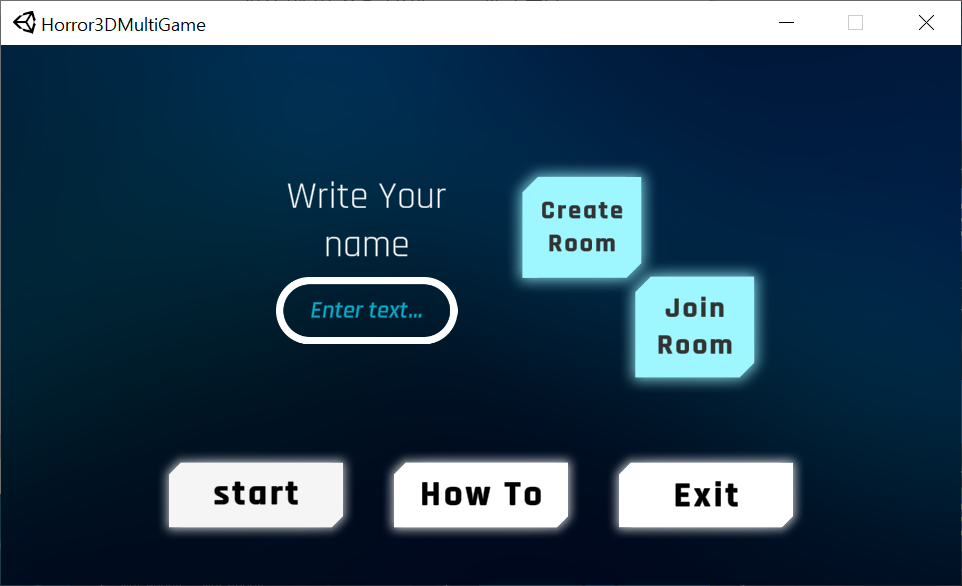 Horror3DMultiGame
Write Your
name
Enter text...
Create
Room
Join
Room
start
How To
Exit